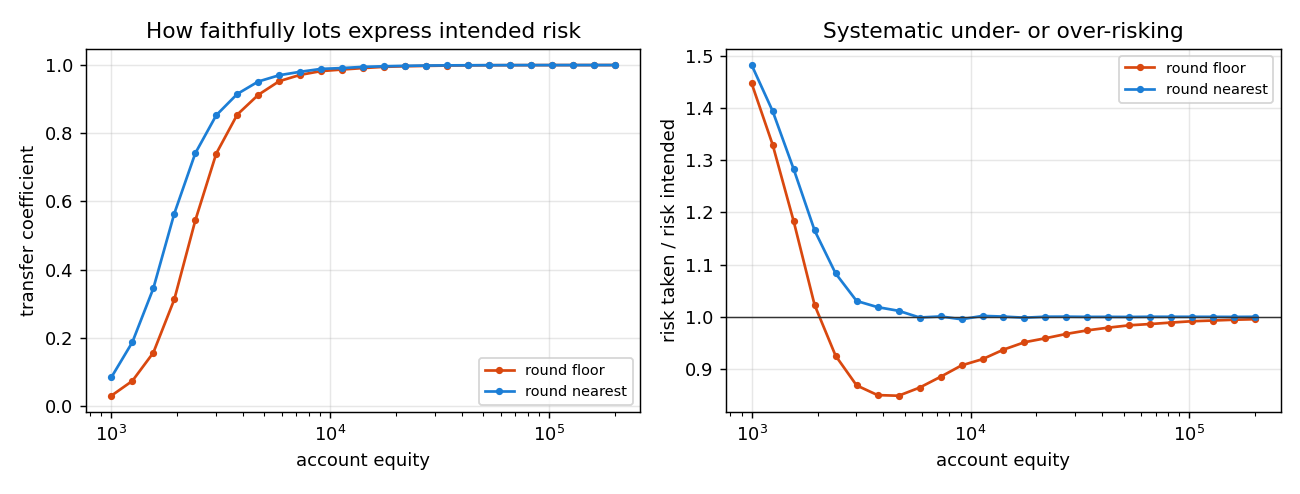 How faithfully lots express intended risk
transfer coefficient
1.0
0.8
0.6
0.4
0.2
0.0
10³
10⁴
10⁵
account equity
round floor
round nearest
Systematic under- or over-risking
risk taken / risk intended
1.5
1.4
1.3
1.2
1.1
1.0
0.9
10³
10⁴
10⁵
account equity
round floor
round nearest